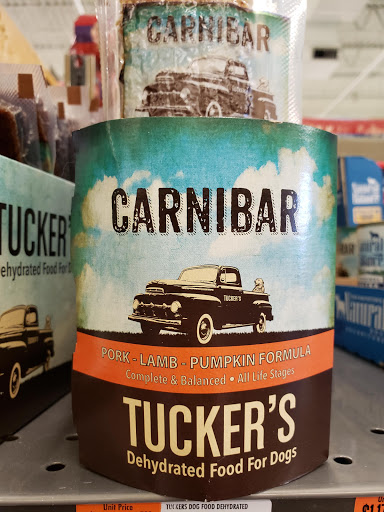 CARNIBAR
CARNIBAR
TUCKER'S
PORK - LAMB - PUMPKIN FORMULA
Complete & Balanced • All Life Stages
TUCKER'S
Dehydrated Food For Dogs
TUCKER'
Dehydrated Food For Do
Unit Price
TUCKERS DOG FOOD DEHYDRATED